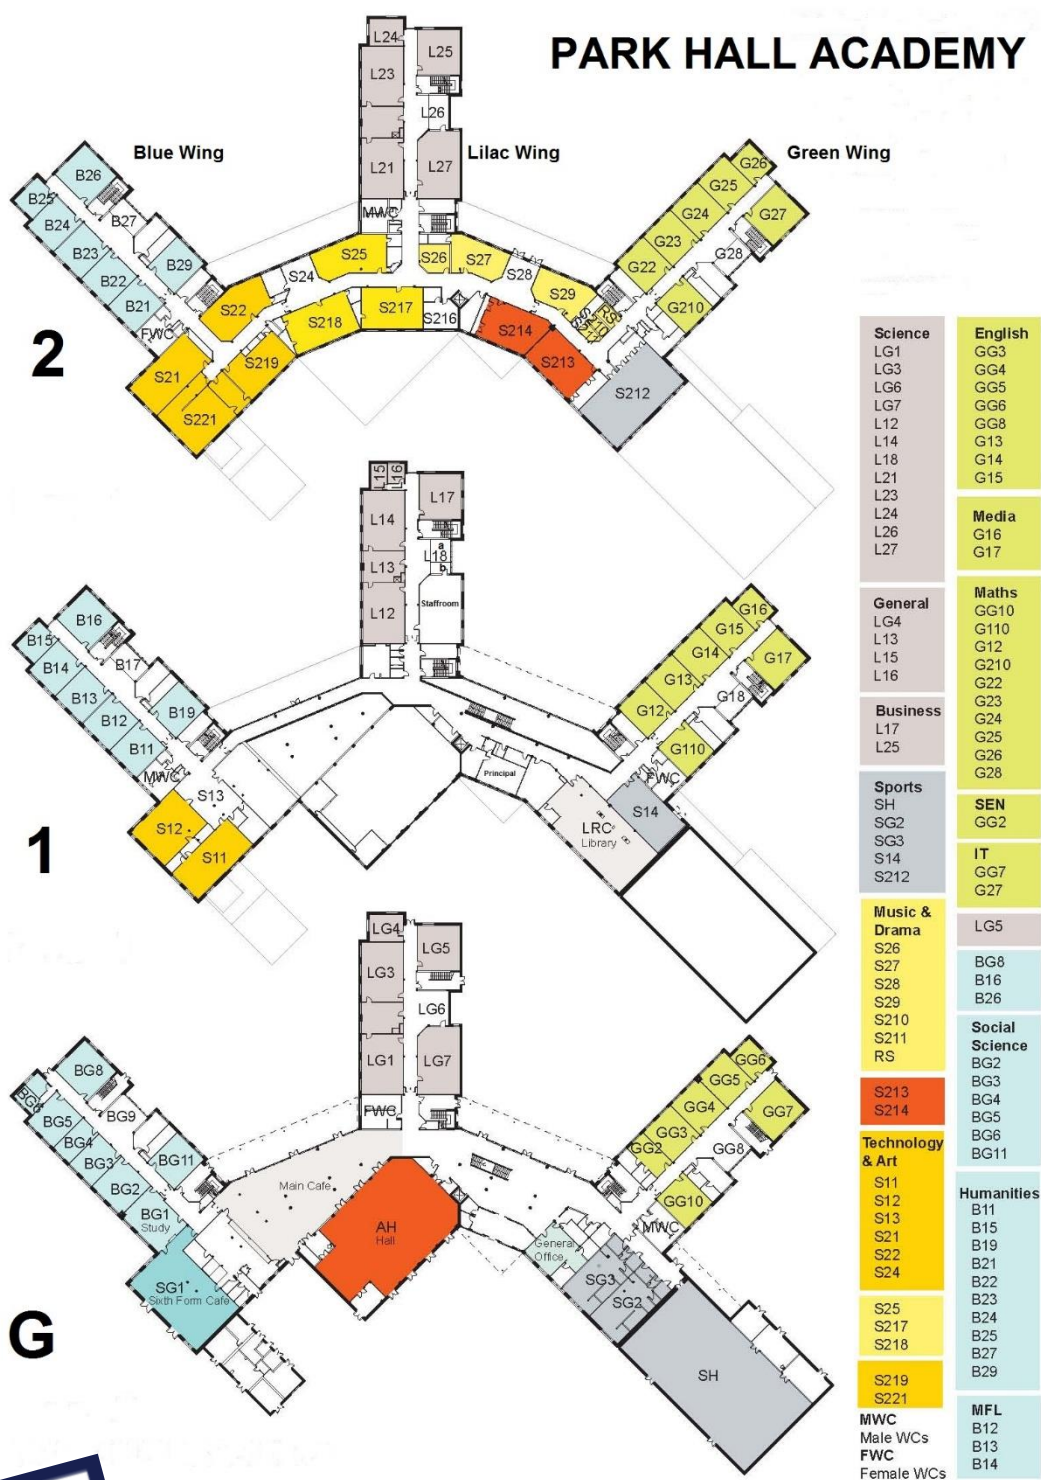 PARK HALL ACADEMY
Blue Wing
Lilac Wing
Green Wing
2
L24
L23
L21
L25
L26
L27
MWC
B26
B25
B24
B27
B23
B22
B29
B21
FWC
S22
S24
S25
S26
S27
S28
S29
S210
S211
RS
S21
S221
S219
S218
S217
S216
S214
S213
S212
G26
G25
G24
G27
G23
G28
G22
G210
1
L15
L16
L17
L14
L18
a
b
L13
L12
Staffroom
B16
B15
B14
B17
B13
B12
B19
B11
MWC
S13
S12
S11
Principal
LRC
Library
S14
FWC
G16
G15
G14
G17
G13
G18
G12
G110
G
LG4
LG3
LG5
LG6
LG1
LG7
FWC
BG8
BG6
BG5
BG9
BG4
BG3
BG11
BG2
BG1
Study
SG1
Sixth Form Cafe
Main Cafe
AH
Hall
General
Office
SG3
SG2
SH
MWC
GG6
GG5
GG4
GG7
GG3
GG2
GG8
GG10
Science
LG1
LG3
LG6
LG7
L12
L14
L18
L21
L23
L24
L26
L27
General
LG4
L13
L15
L16
Business
L17
L25
Sports
SH
SG2
SG3
S14
S212
Music &
Drama
S26
S27
S28
S29
S210
S211
RS
S213
S214
Technology
& Art
S11
S12
S13
S21
S22
S24
S25
S217
S218
S219
S221
MWC
Male WCs
FWC
Female WCs
English
GG3
GG4
GG5
GG6
GG8
G13
G14
G15
Media
G16
G17
Maths
GG10
G110
G12
G210
G22
G23
G24
G25
G26
G28
SEN
GG2
IT
GG7
G27
LG5
BG8
B16
B26
Social
Science
BG2
BG3
BG4
BG5
BG6
BG11
Humanities
B11
B15
B19
B21
B22
B23
B24
B25
B27
B29
MFL
B12
B13
B14